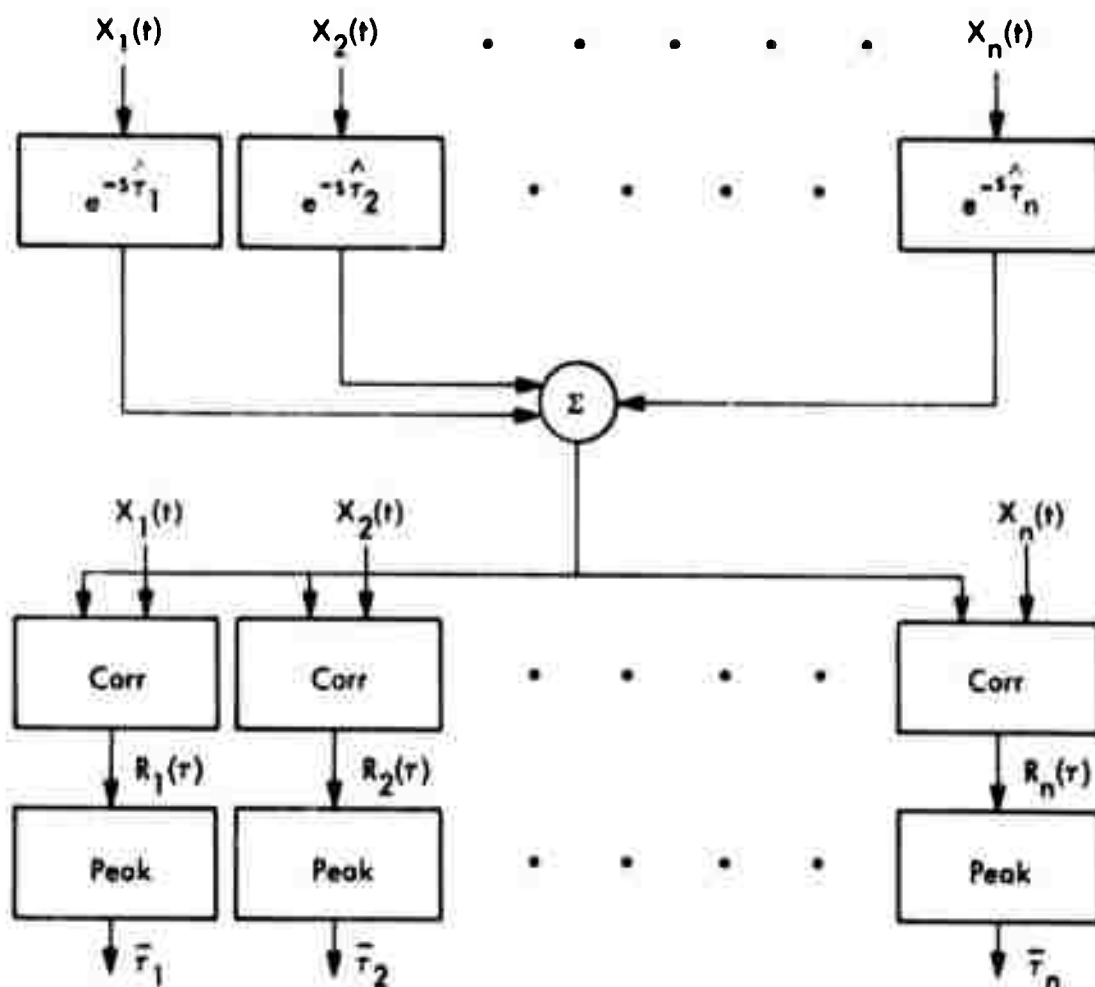 X₁(t) X₂(t) . . . . . Xₙ(t)
e^{-sτ̂₁} e^{-sτ̂₂} . . . . e^{-sτ̂ₙ}
Σ
X₁(t) X₂(t) Xₙ(t)
Corr Corr . . . . Corr
R₁(τ) R₂(τ) Rₙ(τ)
Peak Peak . . . . Peak
τ̄₁ τ̄₂ τ̄ₙ